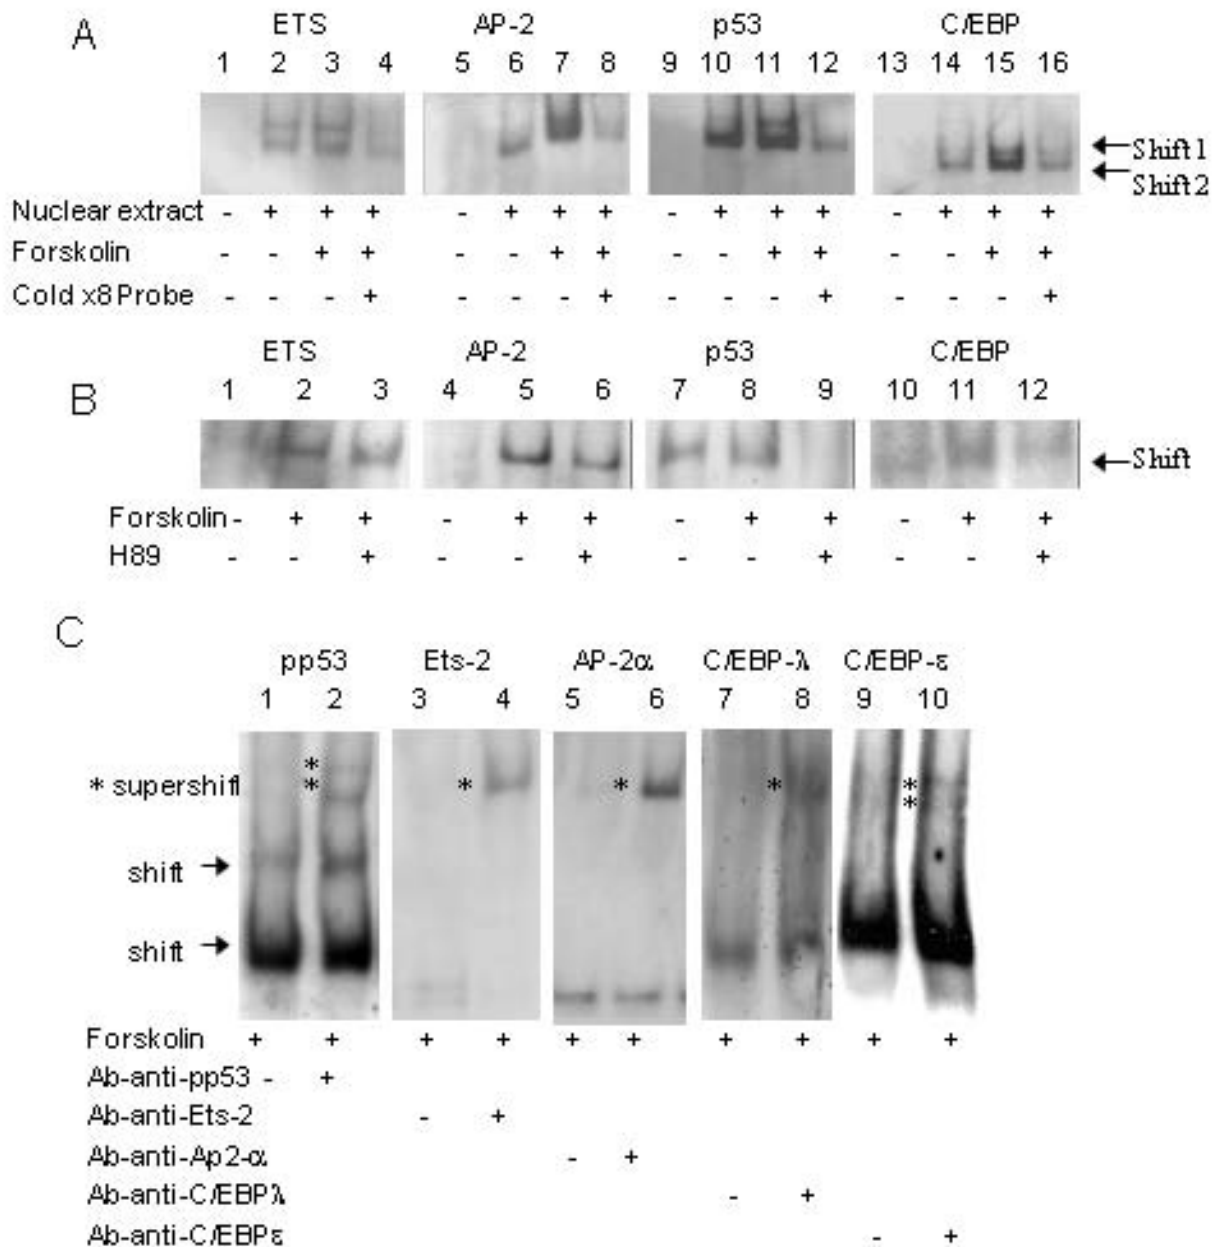 A
ETS AP-2 p53 C/EBP
1 2 3 4 5 6 7 8 9 10 11 12 13 14 15 16
Shift1
Shift2
Nuclear extract - + + + - + + + - + + + - + + +
Forskolin - - + + - - + + - - + + - - + +
Cold x8 Probe - - - + - - - + - - - + - - - +
B
ETS AP-2 p53 C/EBP
1 2 3 4 5 6 7 8 9 10 11 12
Shift
Forskolin - + + - + + - + + - + +
H89 - - + - - + - - + - - +
C
pp53 Ets-2 AP-2α C/EBP-λ C/EBP-ε
1 2 3 4 5 6 7 8 9 10
*
* supershift * * * * *
*
shift
shift
Forskolin + + + + + + + + + +
Ab-anti-pp53 - +
Ab-anti-Ets-2 - +
Ab-anti-Ap2-α - +
Ab-anti-C/EBPλ - +
Ab-anti-C/EBPε - +